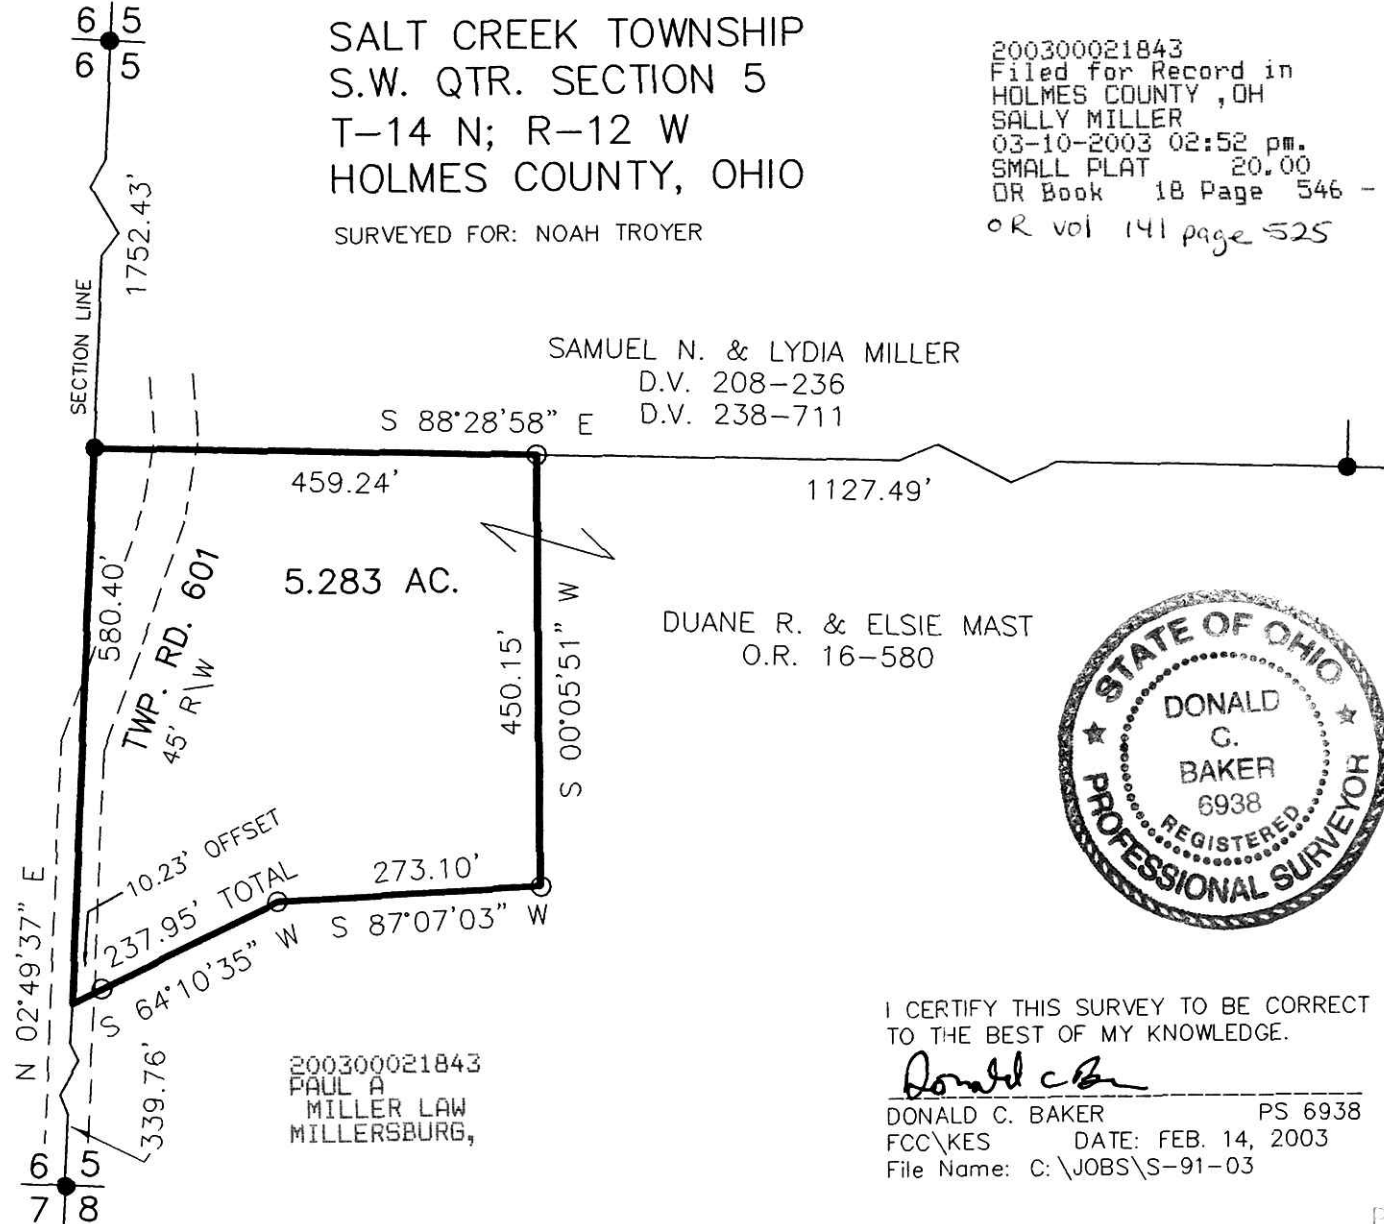 6 5
6 5
SALT CREEK TOWNSHIP
S.W. QTR. SECTION 5
T-14 N; R-12 W
HOLMES COUNTY, OHIO
SURVEYED FOR: NOAH TROYER
200300021843
Filed for Record in
HOLMES COUNTY ,OH
SALLY MILLER
03-10-2003 02:52 pm.
SMALL PLAT 20.00
OR Book 18 Page 546 -
OR vol 141 page 525
1752.43'
SECTION LINE
SAMUEL N. & LYDIA MILLER
D.V. 208-236
D.V. 238-711
S 88°28'58" E
459.24'
1127.49'
580.40'
TWP. RD. 601
45' R\W
5.283 AC.
450.15'
S 00°05'51" W
DUANE R. & ELSIE MAST
O.R. 16-580
STATE OF OHIO
DONALD
C.
BAKER
6938
REGISTERED
PROFESSIONAL SURVEYOR
10.23' OFFSET
237.95' TOTAL
S 64°10'35" W
273.10'
S 87°07'03" W
N 02°49'37" E
339.76'
6 5
7 8
200300021843
PAUL A
MILLER LAW
MILLERSBURG,
I CERTIFY THIS SURVEY TO BE CORRECT
TO THE BEST OF MY KNOWLEDGE.
Donald C B
DONALD C. BAKER PS 6938
FCC\KES DATE: FEB. 14, 2003
File Name: C:\JOBS\S-91-03